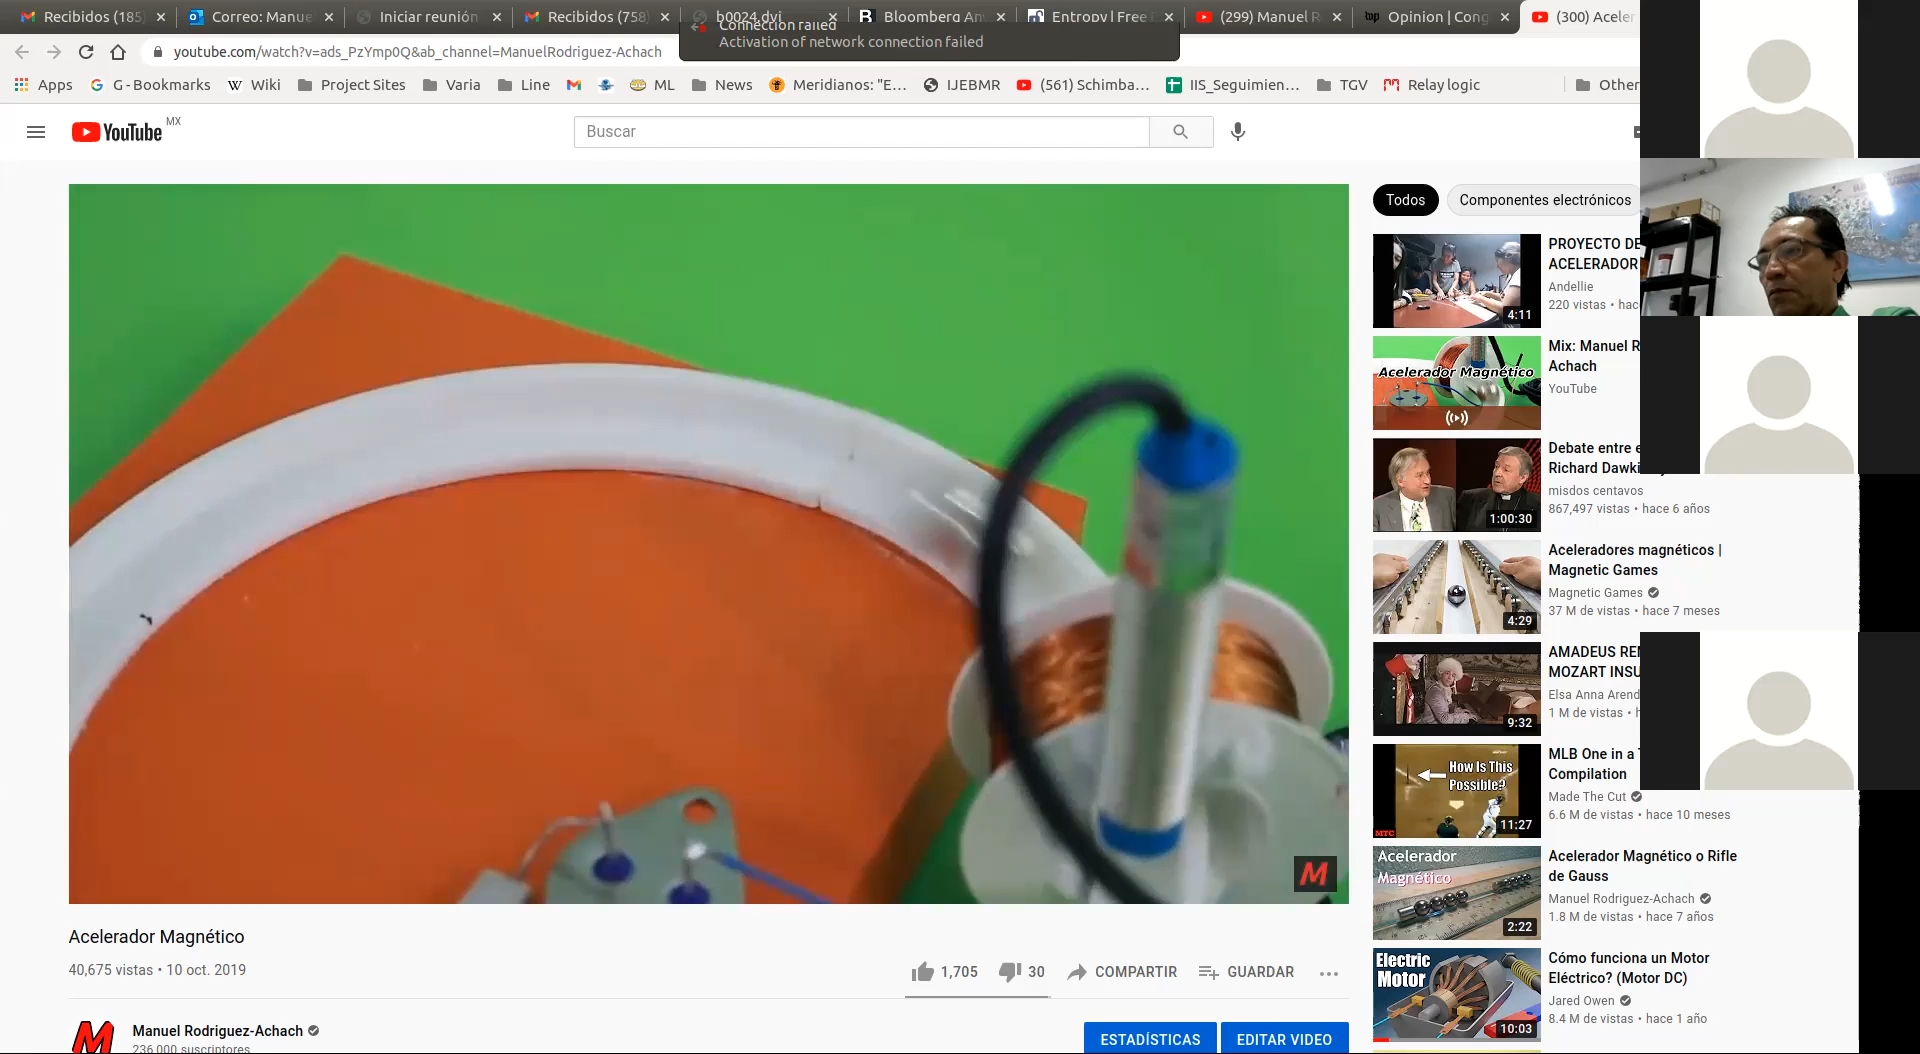 Recibidos (185)
Correo: Manue
Iniciar reunión
Recibidos (758)
b0024.dvi
Bloomberg An
Entropy | Free F
(299) Manuel R
Opinion | Cong
(300) Aceler
Connection failed
Activation of network connection failed
youtube.com/watch?v=ads_PzYmp0Q&ab_channel=ManuelRodriguez-Achach
Apps
G - Bookmarks
Wiki
Project Sites
Varia
Line
ML
News
Meridianos: "E...
IJEBMR
(561) Schimba...
IIS_Seguimien...
TGV
Relay logic
Other
YouTube MX
Buscar
Todos
Componentes electrónicos
PROYECTO DE
ACELERADOR
Andellie
220 vistas • hac
4:11
Acelerador Magnético
Mix: Manuel R
Achach
YouTube
Debate entre e
Richard Dawki
misdos centavos
867,497 vistas • hace 6 años
1:00:30
Aceleradores magnéticos |
Magnetic Games
Magnetic Games
37 M de vistas • hace 7 meses
4:29
AMADEUS RE
MOZART INSU
Elsa Anna Arend
1 M de vistas • h
9:32
How Is This
Possible?
MTC
11:27
MLB One in a
Compilation
Made The Cut
6.6 M de vistas • hace 10 meses
Acelerador
Magnético
2:22
Acelerador Magnético o Rifle
de Gauss
Manuel Rodriguez-Achach
1.8 M de vistas • hace 7 años
Electric
Motor
10:03
Cómo funciona un Motor
Eléctrico? (Motor DC)
Jared Owen
8.4 M de vistas • hace 1 año
M
Acelerador Magnético
40,675 vistas • 10 oct. 2019
1,705
30
COMPARTIR
GUARDAR
M
Manuel Rodriguez-Achach
236,000 suscriptores
ESTADÍSTICAS
EDITAR VIDEO